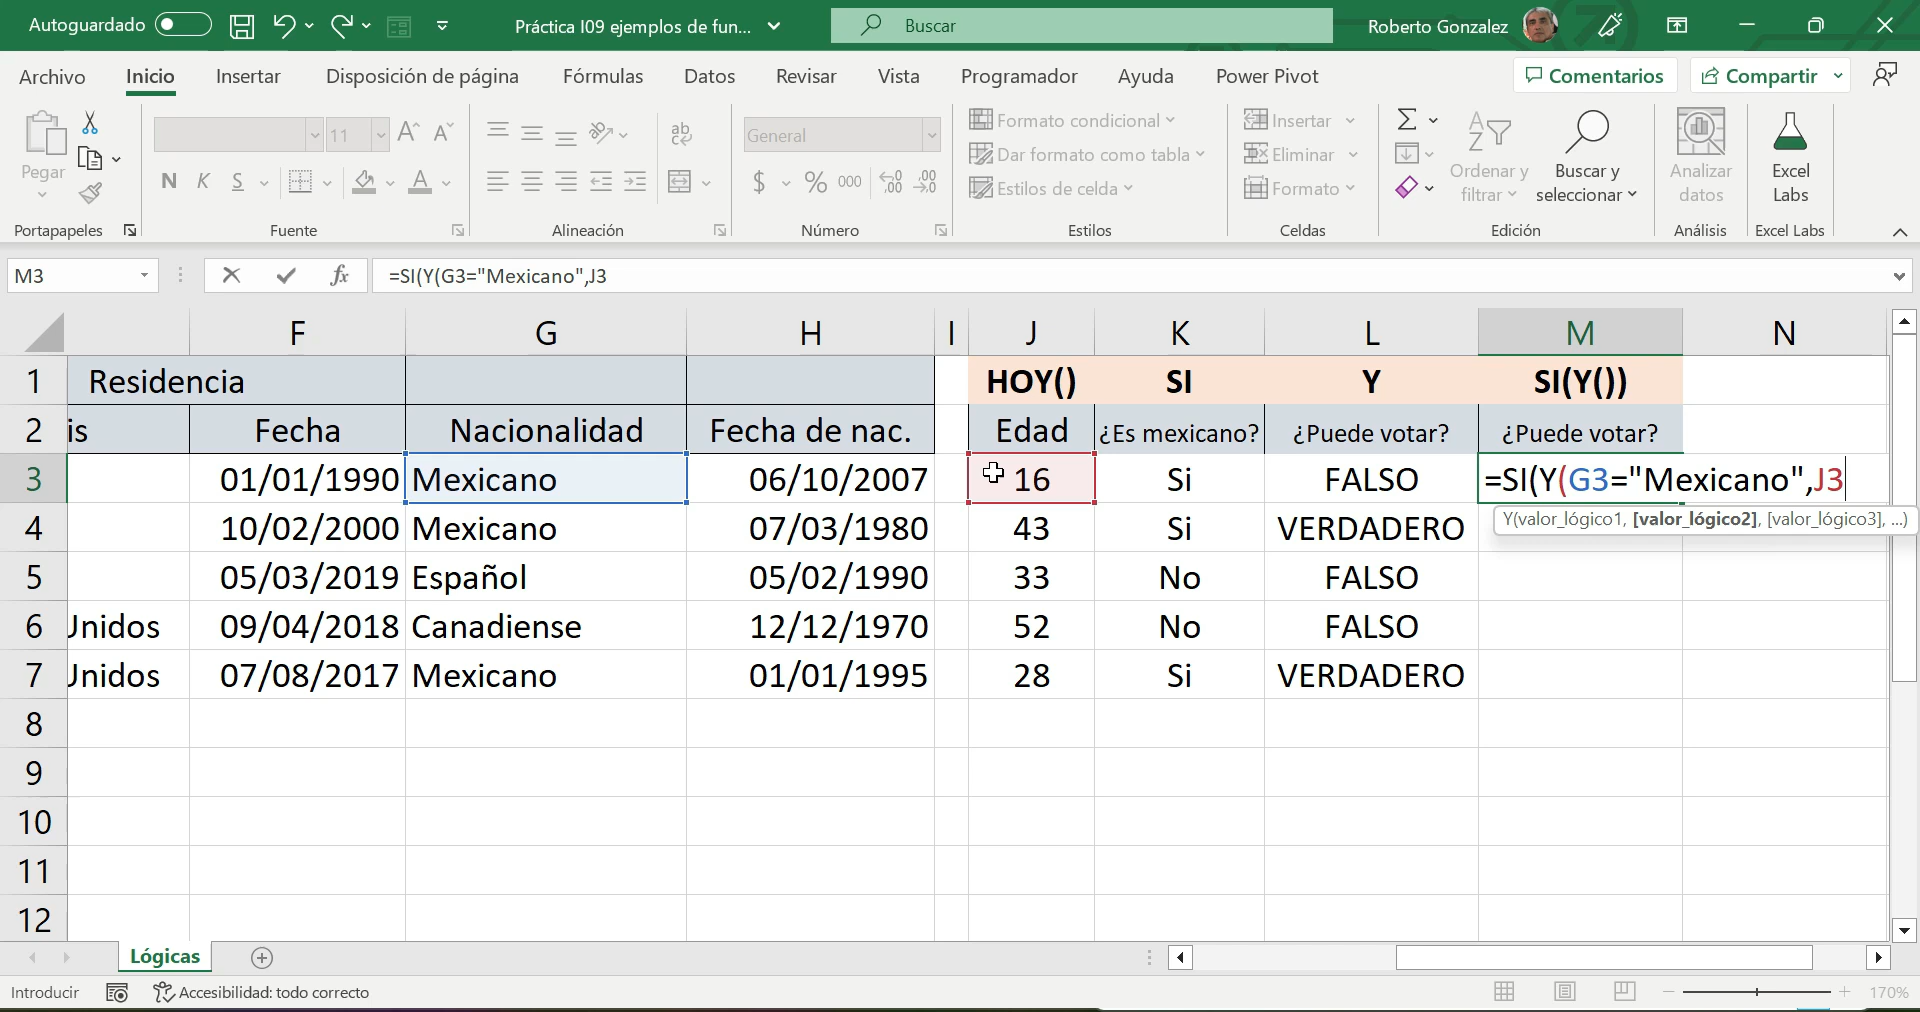 Autoguardado
Práctica I09 ejemplos de fun...
Buscar
Roberto Gonzalez
Archivo Inicio Insertar Disposición de página Fórmulas Datos Revisar Vista Programador Ayuda Power Pivot Comentarios Compartir
Pegar
Portapapeles
11
N K S
Fuente
ab
Alineación
General
$ % 000
Número
Formato condicional
Dar formato como tabla
Estilos de celda
Estilos
Insertar
Eliminar
Formato
Celdas
Ordenar y
filtrar
Buscar y
seleccionar
Edición
Analizar
datos
Análisis
Excel
Labs
Excel Labs
M3 fx =SI(Y(G3="Mexicano",J3
F G H I J K L M N
1 Residencia HOY() SI Y SI(Y())
2 is Fecha Nacionalidad Fecha de nac. Edad ¿Es mexicano? ¿Puede votar? ¿Puede votar?
3 01/01/1990 Mexicano 06/10/2007 16 Si FALSO =SI(Y(G3="Mexicano",J3
Y(valor_lógico1, [valor_lógico2], [valor_lógico3], ...)
4 10/02/2000 Mexicano 07/03/1980 43 Si VERDADERO
5 05/03/2019 Español 05/02/1990 33 No FALSO
6 Unidos 09/04/2018 Canadiense 12/12/1970 52 No FALSO
7 Unidos 07/08/2017 Mexicano 01/01/1995 28 Si VERDADERO
8
9
10
11
12
Lógicas
Introducir
Accesibilidad: todo correcto
170%